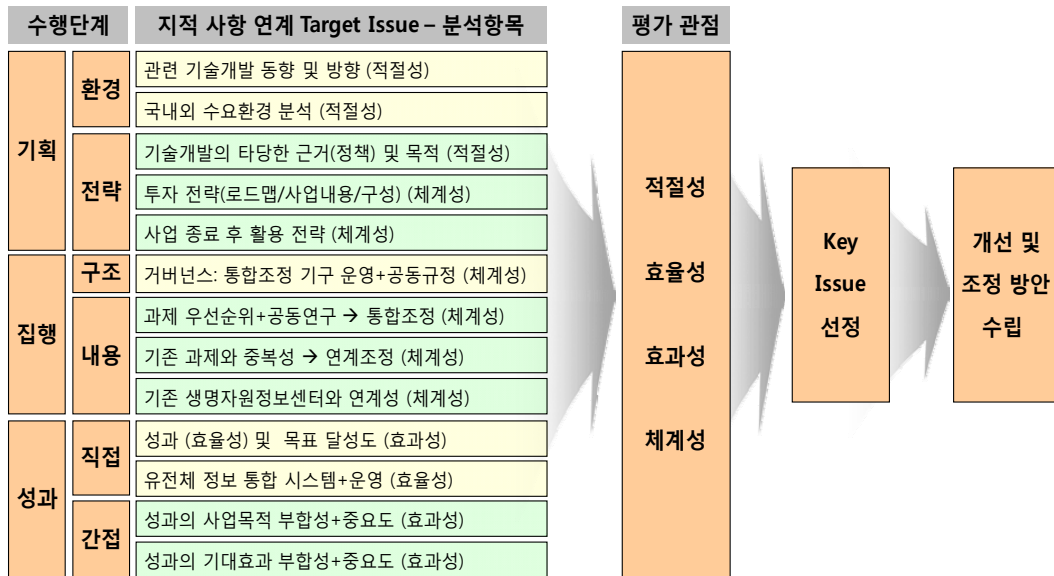 수행단계
지적 사항 연계 Target Issue – 분석항목
평가 관점
기획
환경
관련 기술개발 동향 및 방향 (적절성)
국내외 수요환경 분석 (적절성)
전략
기술개발의 타당한 근거(정책) 및 목적 (적절성)
투자 전략(로드맵/사업내용/구성) (체계성)
사업 종료 후 활용 전략 (체계성)
집행
구조
거버넌스: 통합조정 기구 운영+공동규정 (체계성)
내용
과제 우선순위+공동연구 → 통합조정 (체계성)
기존 과제와 중복성 → 연계조정 (체계성)
기존 생명자원정보센터와 연계성 (체계성)
성과
직접
성과 (효율성) 및 목표 달성도 (효과성)
유전체 정보 통합 시스템+운영 (효율성)
간접
성과의 사업목적 부합성+중요도 (효과성)
성과의 기대효과 부합성+중요도 (효과성)
적절성
효율성
효과성
체계성
Key
Issue
선정
개선 및
조정 방안
수립